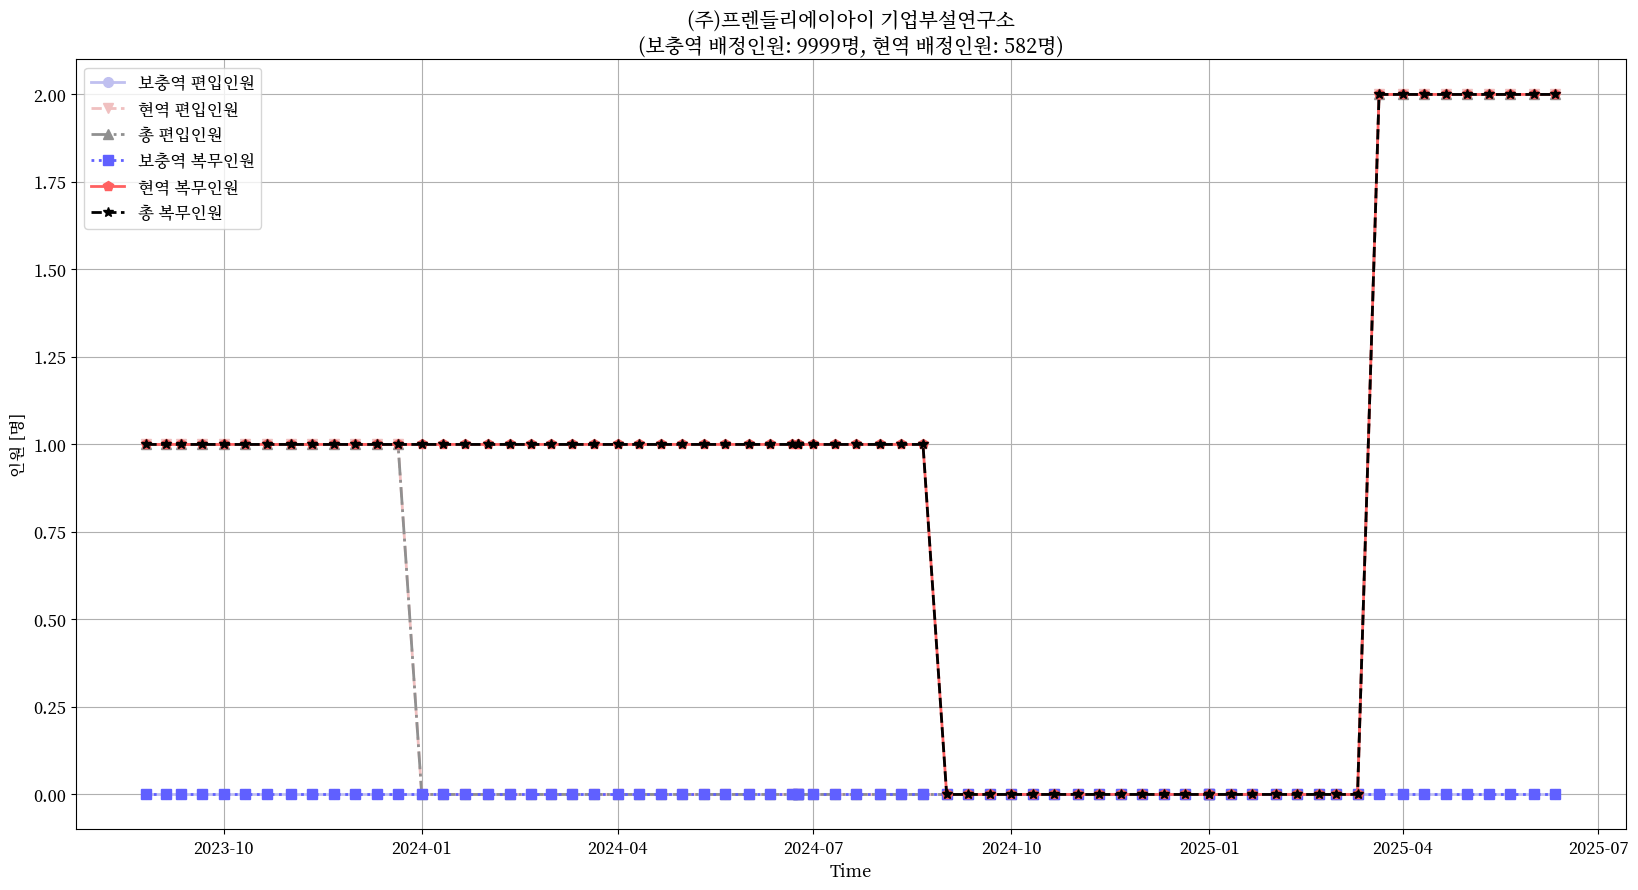 (주)프렌들리에이아이 기업부설연구소
(보충역 배정인원: 9999명, 현역 배정인원: 582명)
보충역 편입인원
현역 편입인원
총 편입인원
보충역 복무인원
현역 복무인원
총 복무인원
2.00
1.75
1.50
1.25
1.00
0.75
0.50
0.25
0.00
인원 [명]
2023-10
2024-01
2024-04
2024-07
2024-10
2025-01
2025-04
2025-07
Time